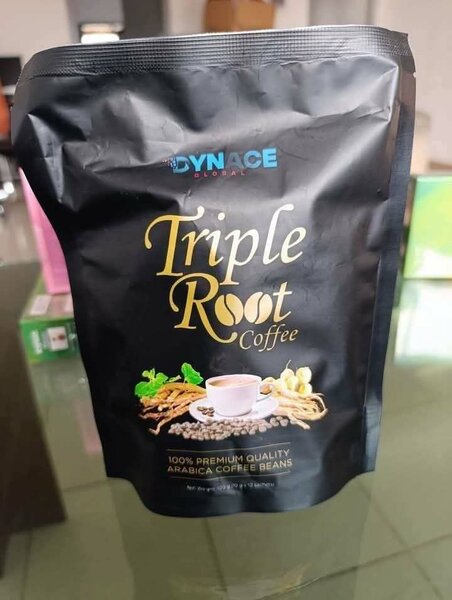 DYNACE
GLOBAL
Triple
Root
Coffee
100% PREMIUM QUALITY
ARABICA COFFEE BEANS